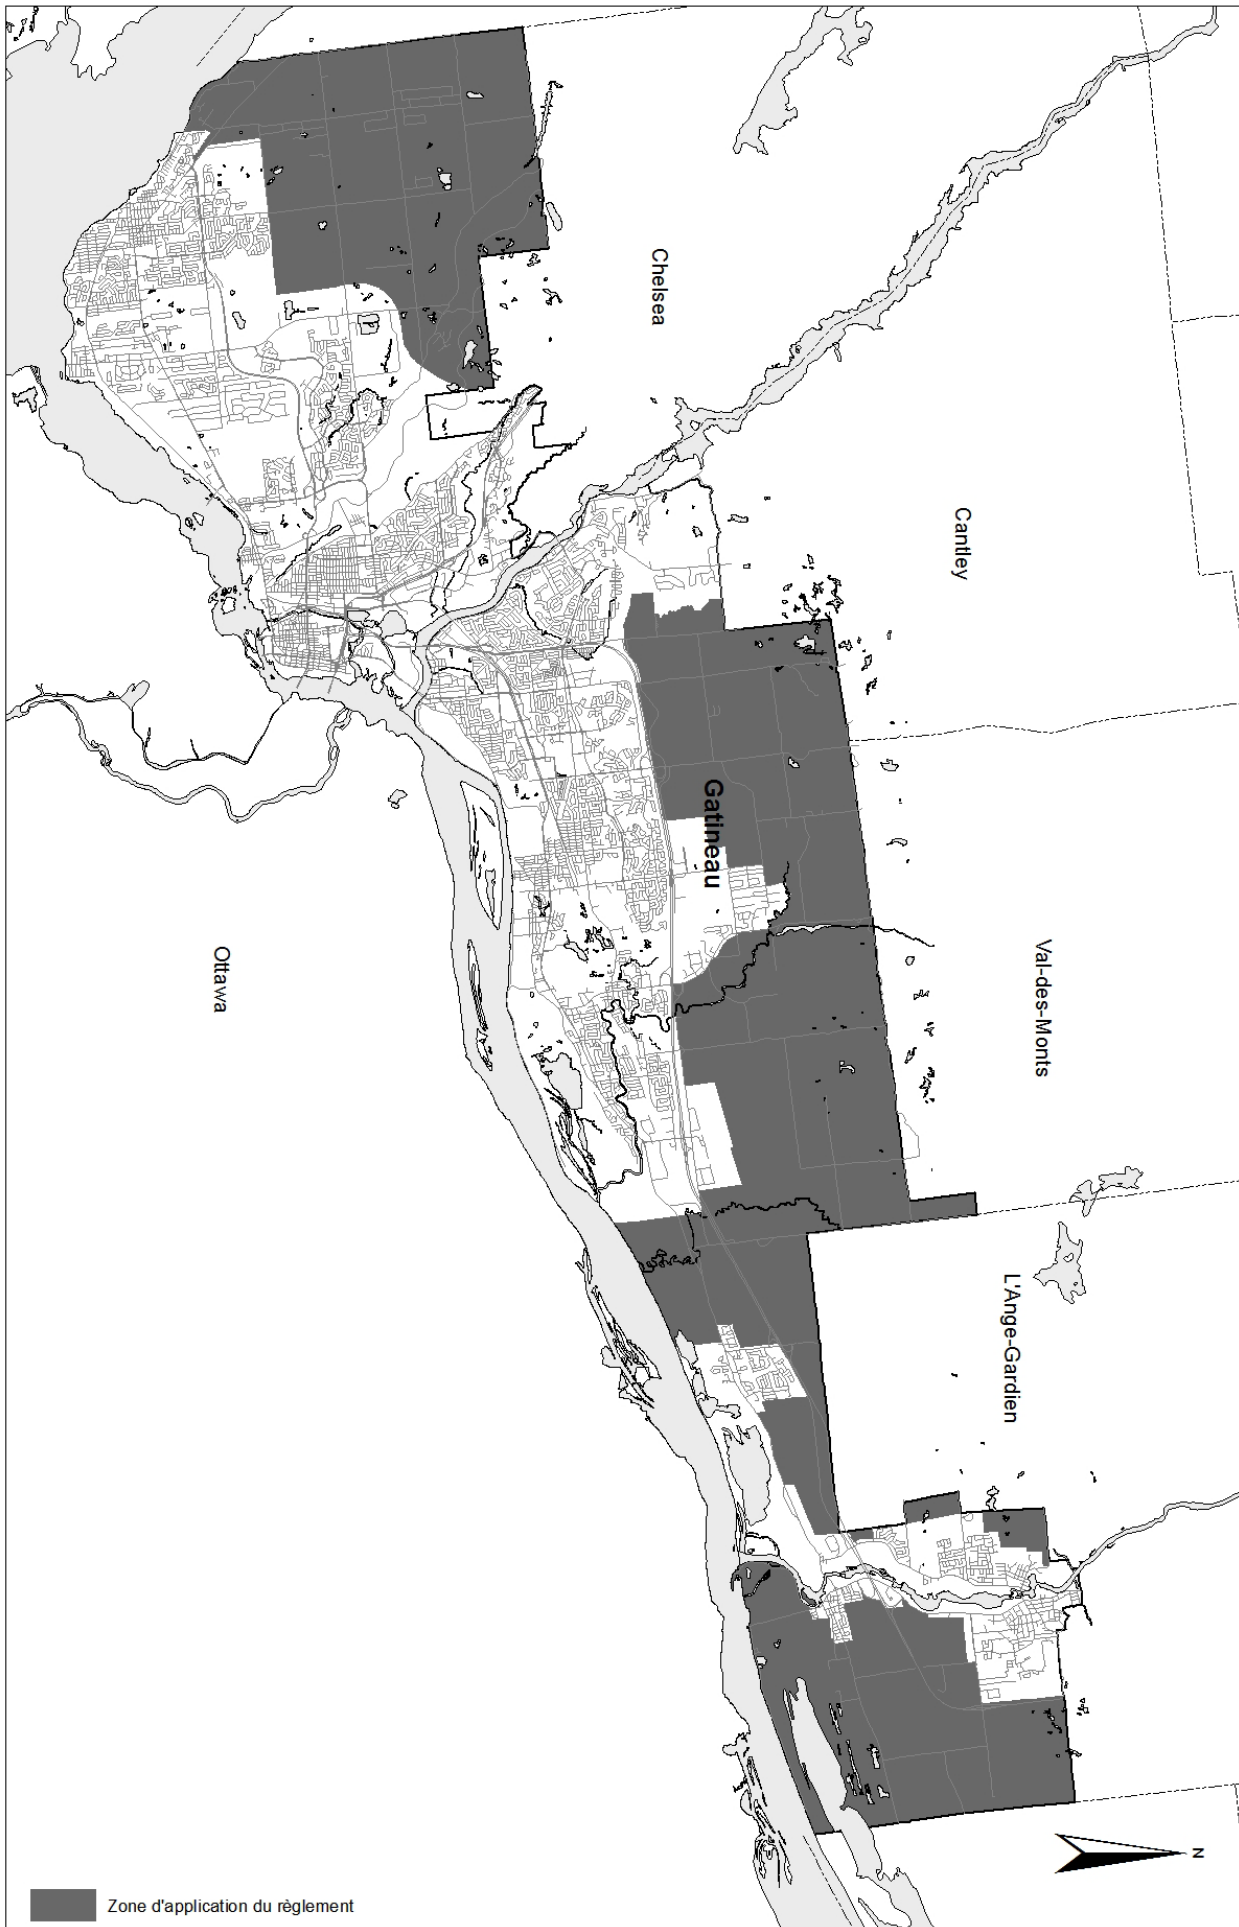 Chelsea
Cantley
Gatineau
Val-des-Monts
Ottawa
L'Ange-Gardien
N
Zone d'application du règlement